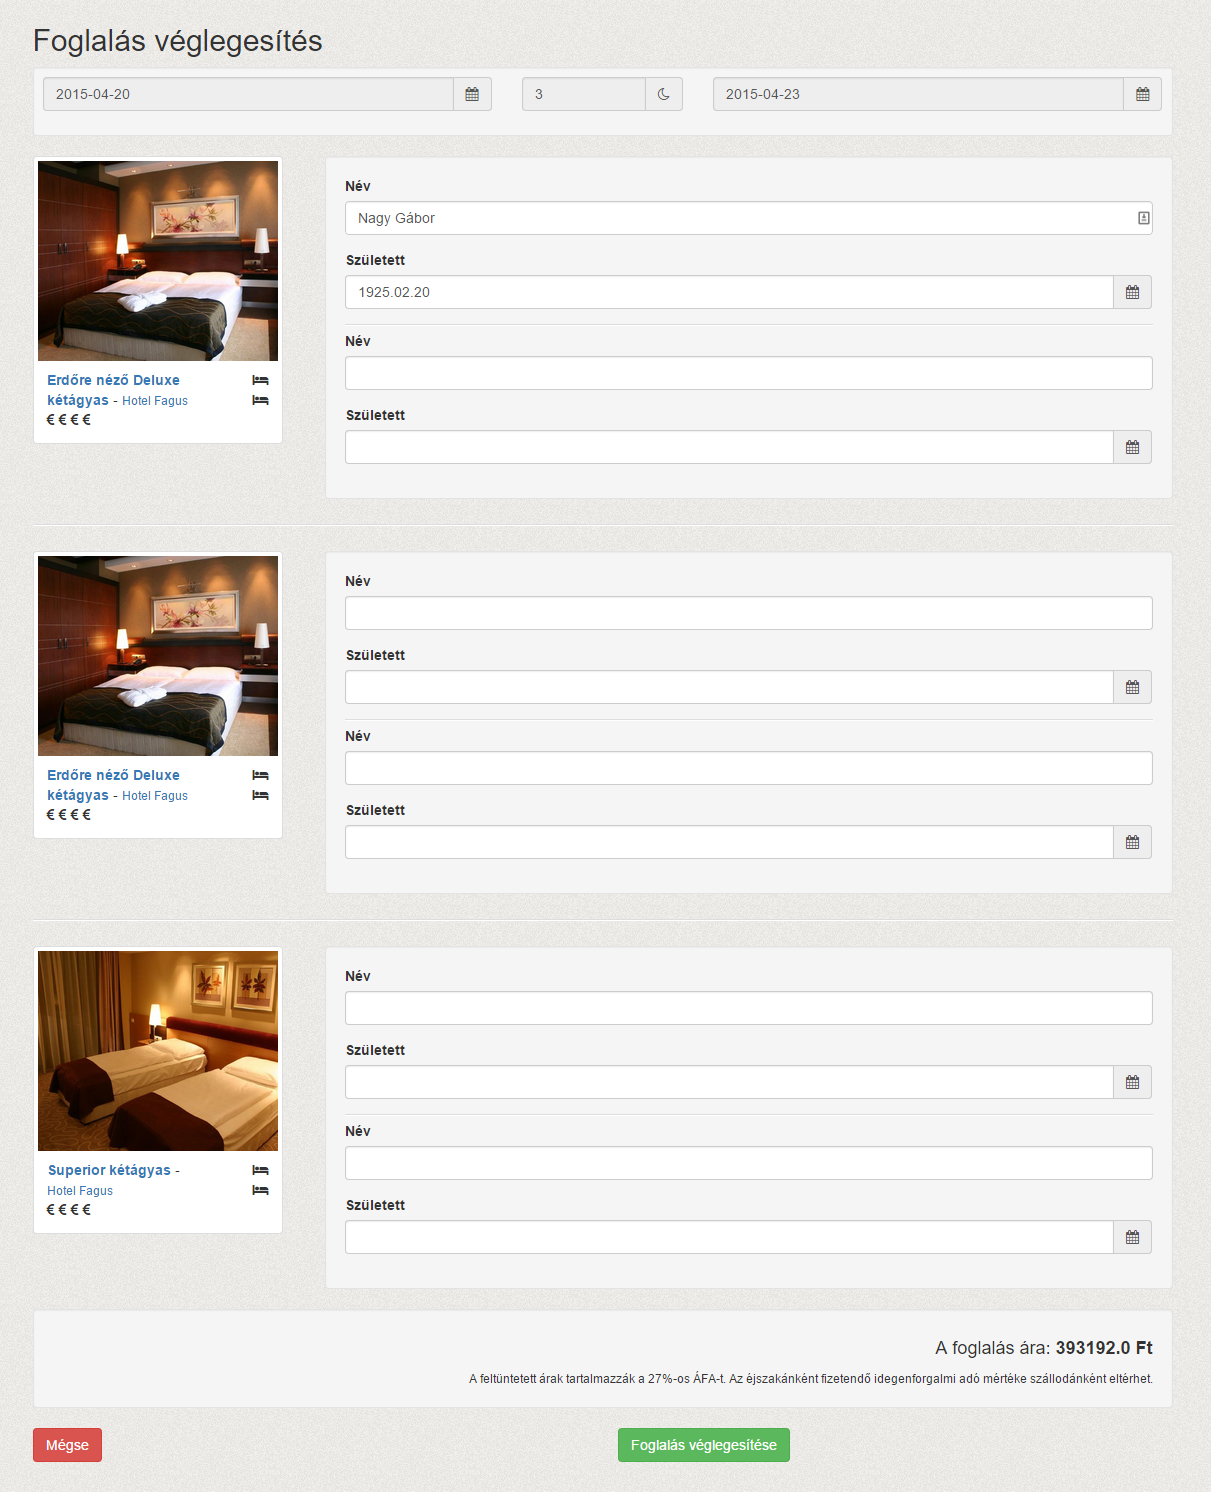 Foglalás véglegesítés
2015-04-20
3
2015-04-23
Név
Nagy Gábor
Született
1925.02.20
Név
Született
Erdőre néző Deluxe
kétágyas - Hotel Fagus
€ € € €
Név
Született
Név
Született
Erdőre néző Deluxe
kétágyas - Hotel Fagus
€ € € €
Név
Született
Név
Született
Superior kétágyas -
Hotel Fagus
€ € € €
A foglalás ára: 393192.0 Ft
A feltüntetett árak tartalmazzák a 27%-os ÁFA-t. Az éjszakánként fizetendő idegenforgalmi adó mértéke szállodánként eltérhet.
Mégse
Foglalás véglegesítése